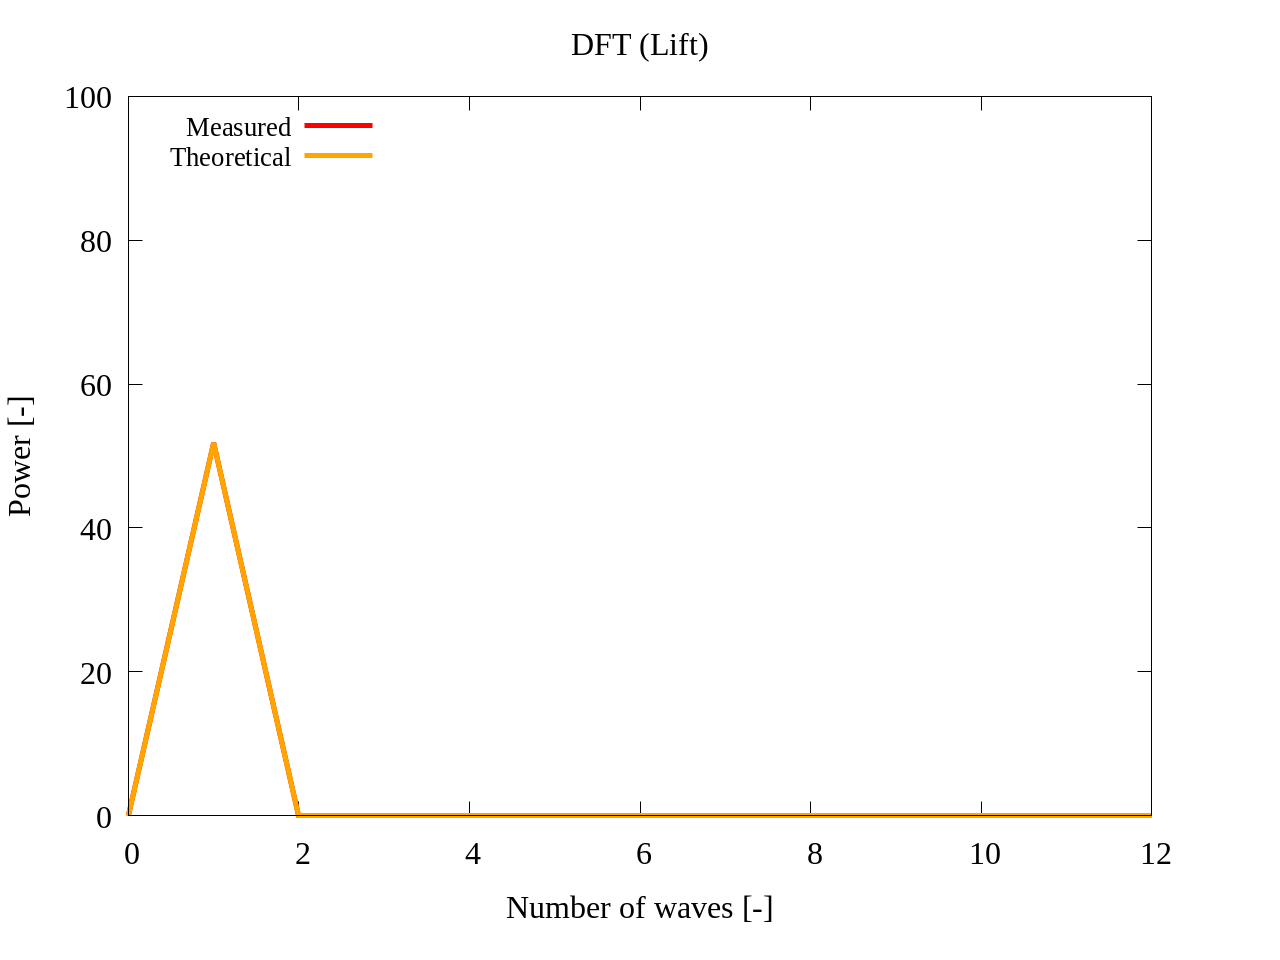 DFT (Lift)
100
80
60
40
20
0
Measured
Theoretical
Power [-]
0 2 4 6 8 10 12
Number of waves [-]